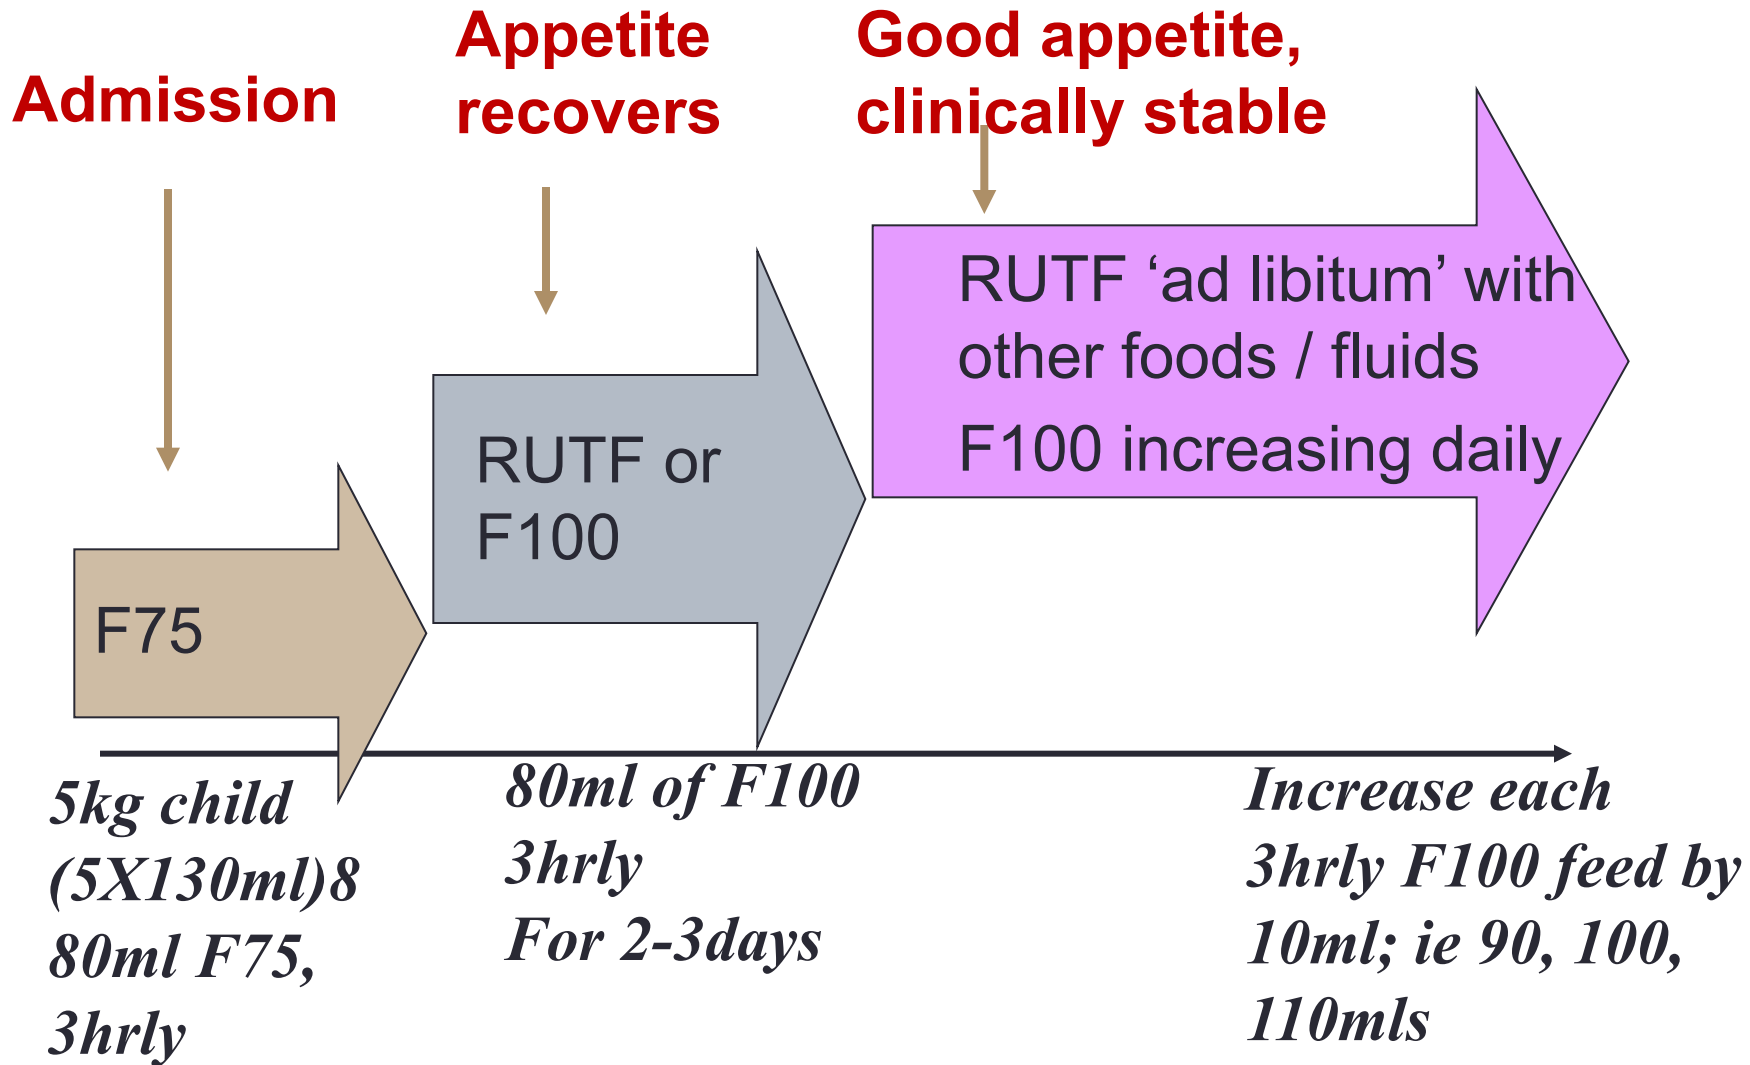 Admission
Appetite
recovers
Good appetite,
clinically stable
F75
RUTF or
F100
RUTF ‘ad libitum’ with
other foods / fluids
F100 increasing daily
5kg child
(5X130ml)8
80ml F75,
3hrly
80ml of F100
3hrly
For 2-3days
Increase each
3hrly F100 feed by
10ml; ie 90, 100,
110mls